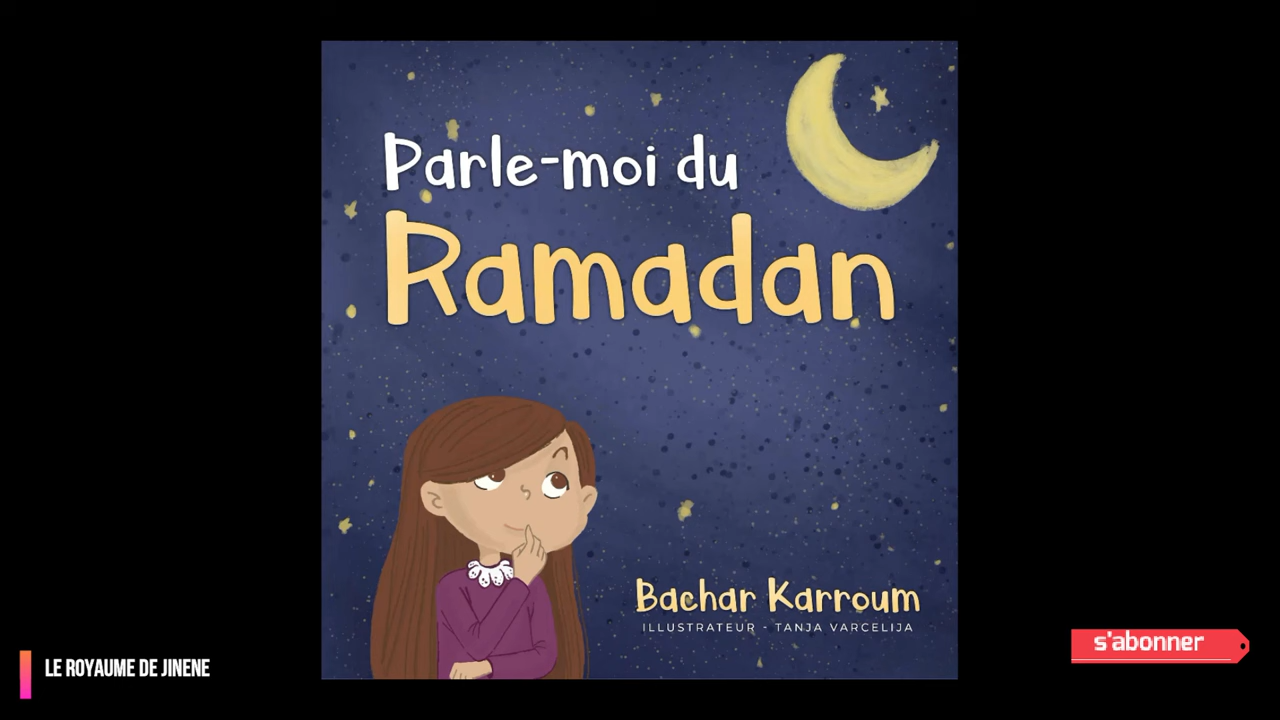 Parle-moi du
Ramadan
Bachar Karroum
ILLUSTRATEUR - TANJA VARCELIJA
LE ROYAUME DE JINENE
s'abonner